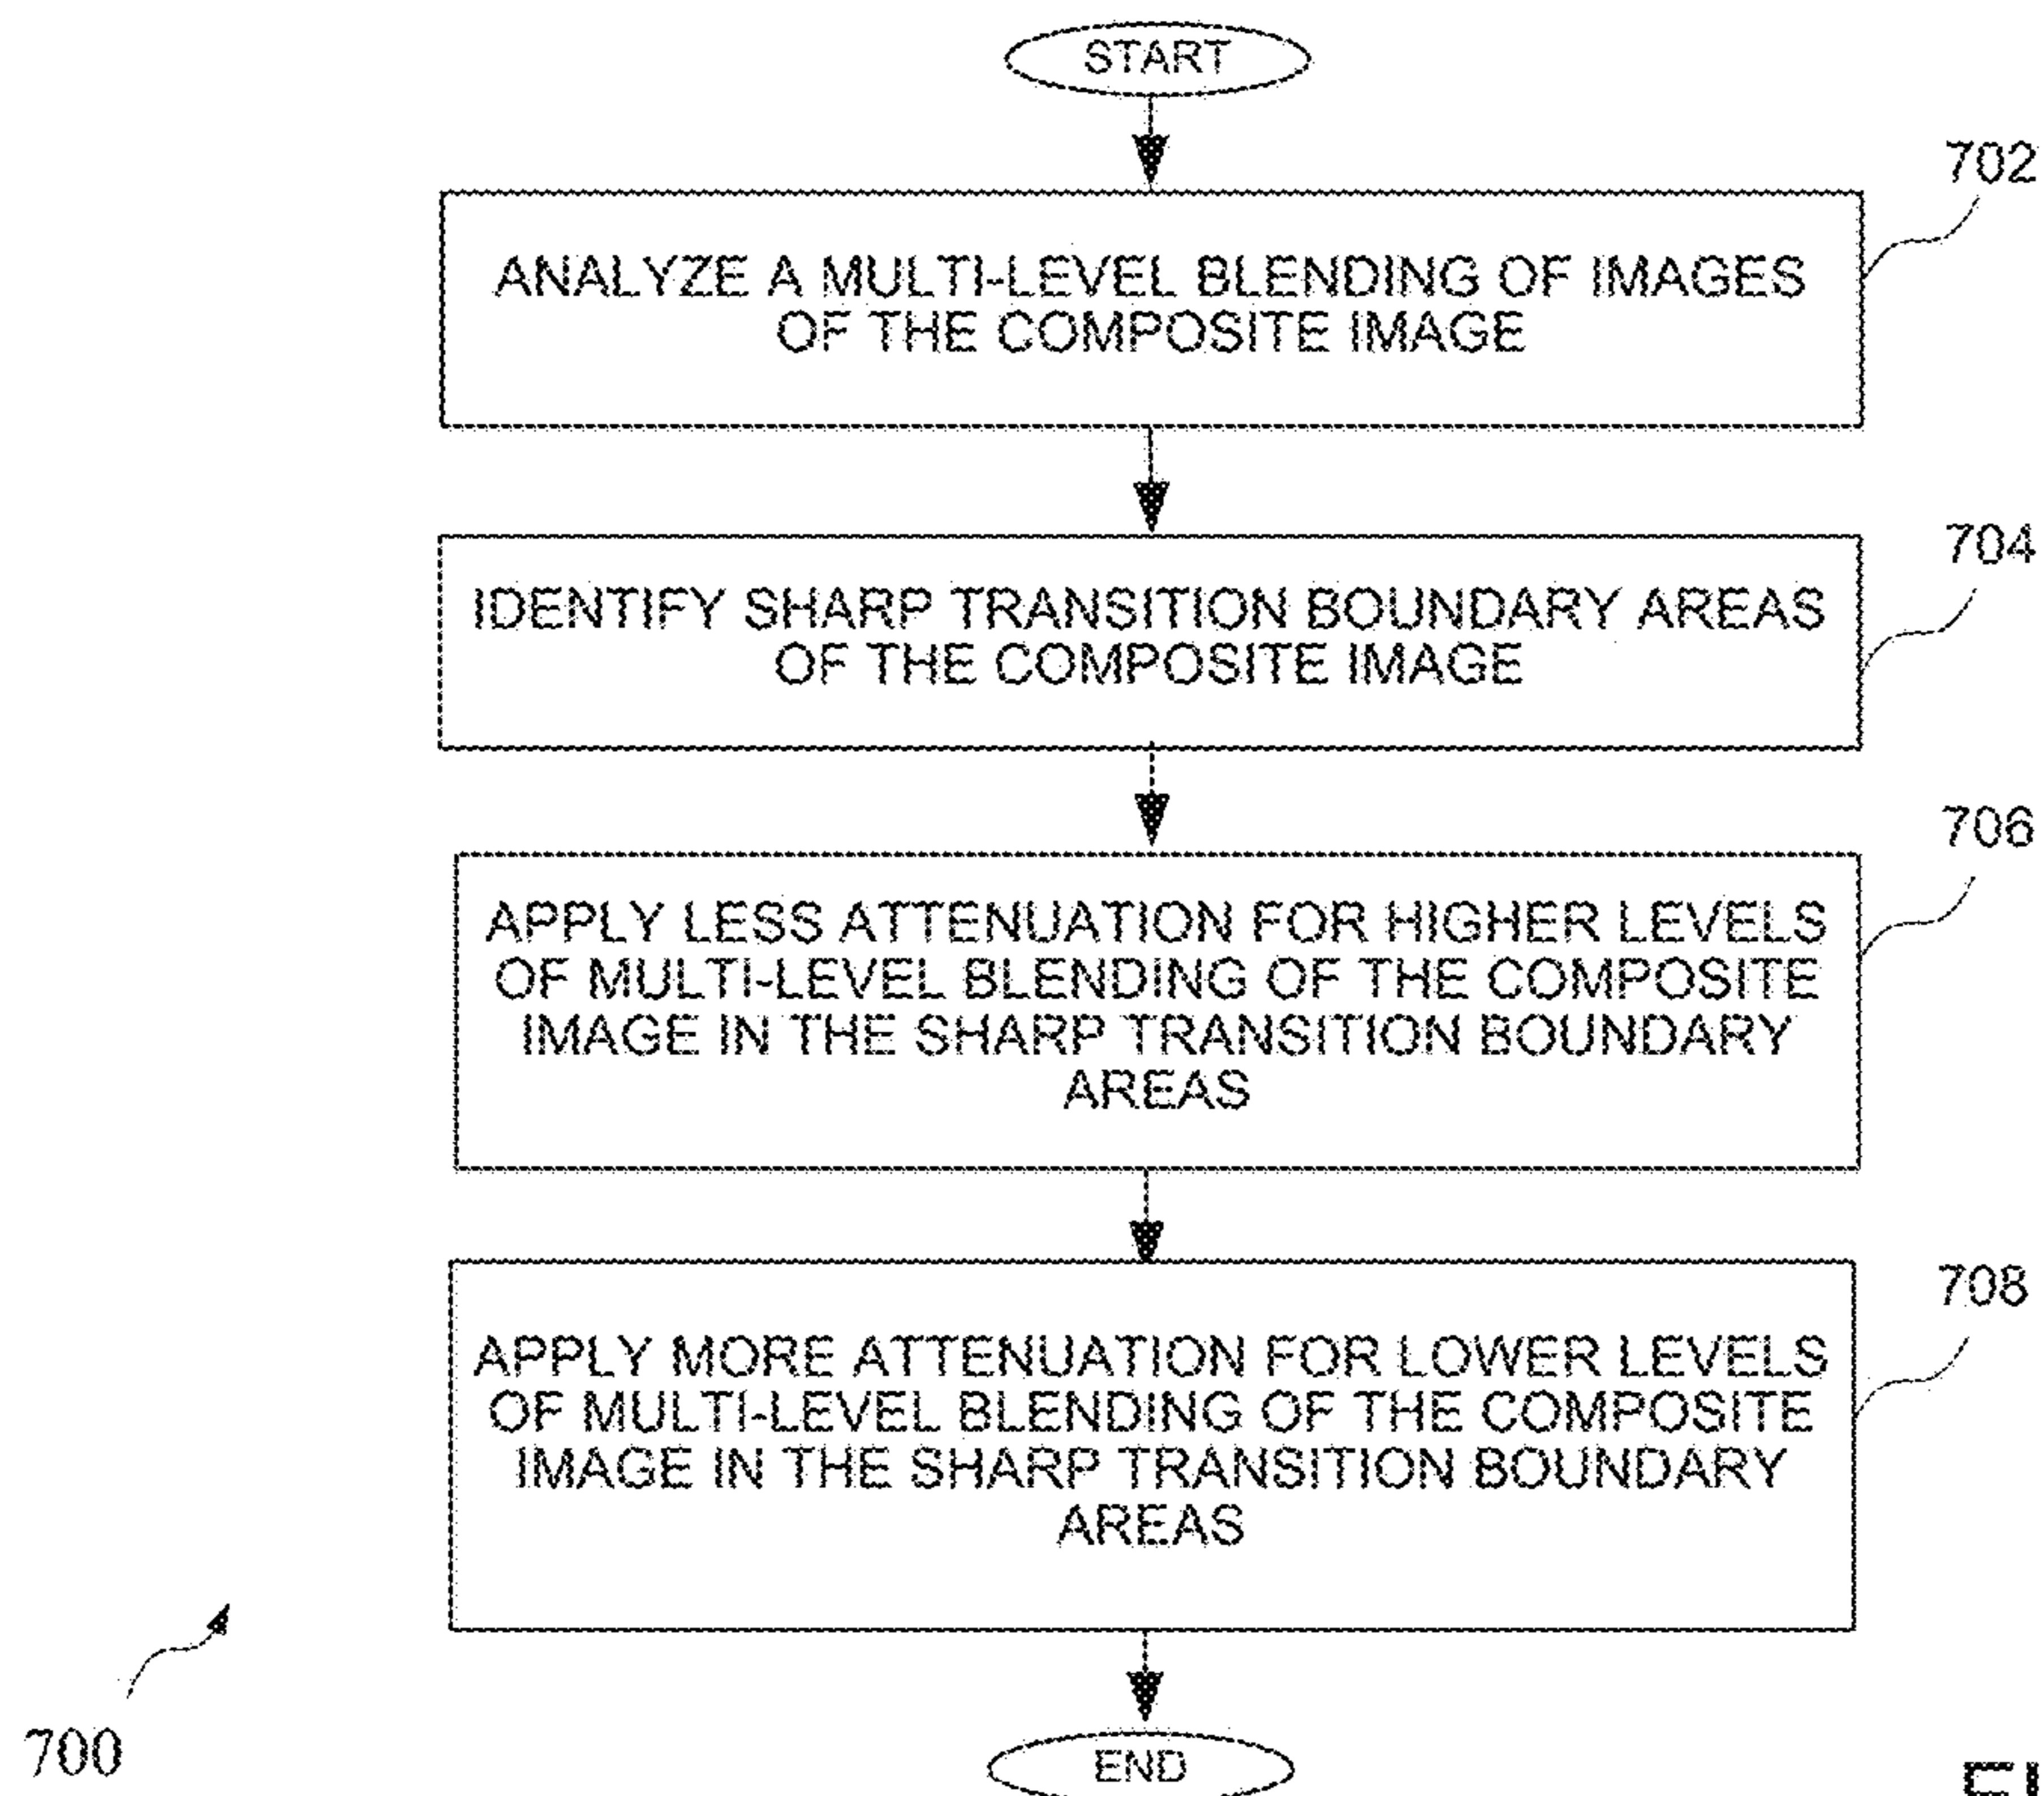 START
702
ANALYZE A MULTI-LEVEL BLENDING OF IMAGES
OF THE COMPOSITE IMAGE
704
IDENTIFY SHARP TRANSITION BOUNDARY AREAS
OF THE COMPOSITE IMAGE
706
APPLY LESS ATTENUATION FOR HIGHER LEVELS
OF MULTI-LEVEL BLENDING OF THE COMPOSITE
IMAGE IN THE SHARP TRANSITION BOUNDARY
AREAS
708
APPLY MORE ATTENUATION FOR LOWER LEVELS
OF MULTI-LEVEL BLENDING OF THE COMPOSITE
IMAGE IN THE SHARP TRANSITION BOUNDARY
AREAS
700
END